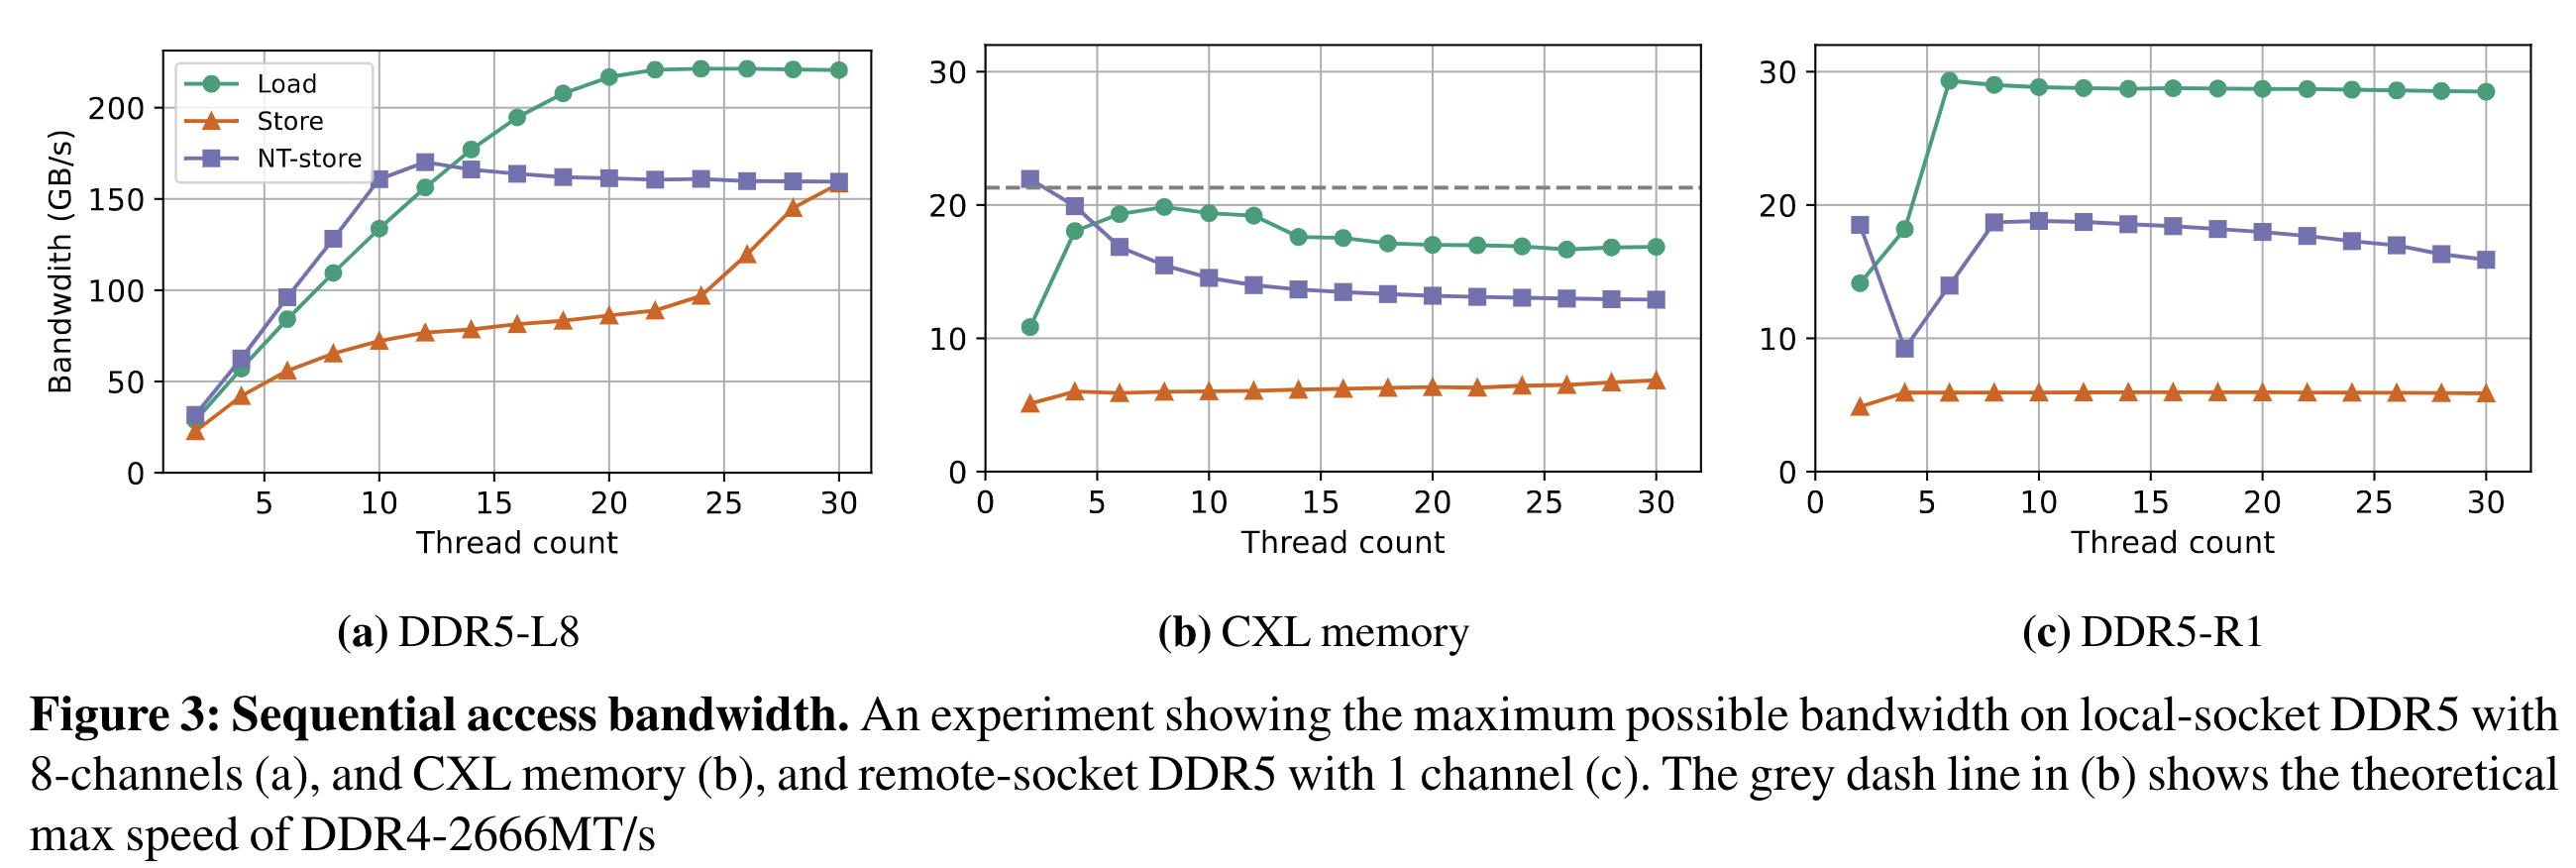 Load
Store
NT-store
Bandwdith (GB/s)
200
150
100
50
0
5 10 15 20 25 30
Thread count
30
20
10
0
0 5 10 15 20 25 30
Thread count
30
20
10
0
0 5 10 15 20 25 30
Thread count
(a) DDR5-L8
(b) CXL memory
(c) DDR5-R1
Figure 3: Sequential access bandwidth. An experiment showing the maximum possible bandwidth on local-socket DDR5 with
8-channels (a), and CXL memory (b), and remote-socket DDR5 with 1 channel (c). The grey dash line in (b) shows the theoretical
max speed of DDR4-2666MT/s